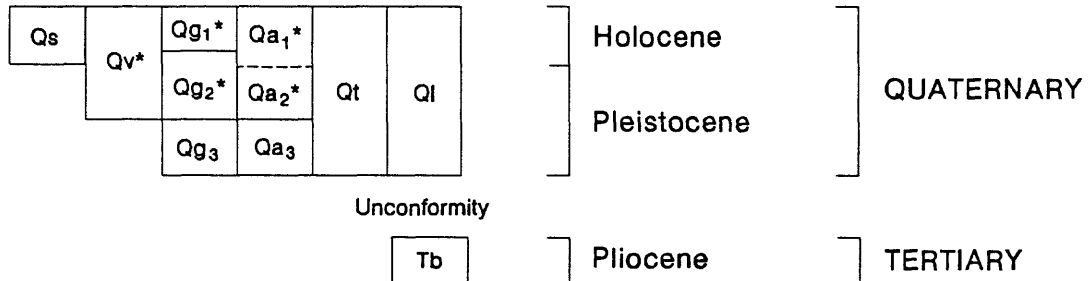 Qs Qv* Qg₁* Qa₁* Holocene
Qg₂* Qa₂* Qt Ql QUATERNARY
Pleistocene
Qg₃ Qa₃
Unconformity
Tb Pliocene TERTIARY